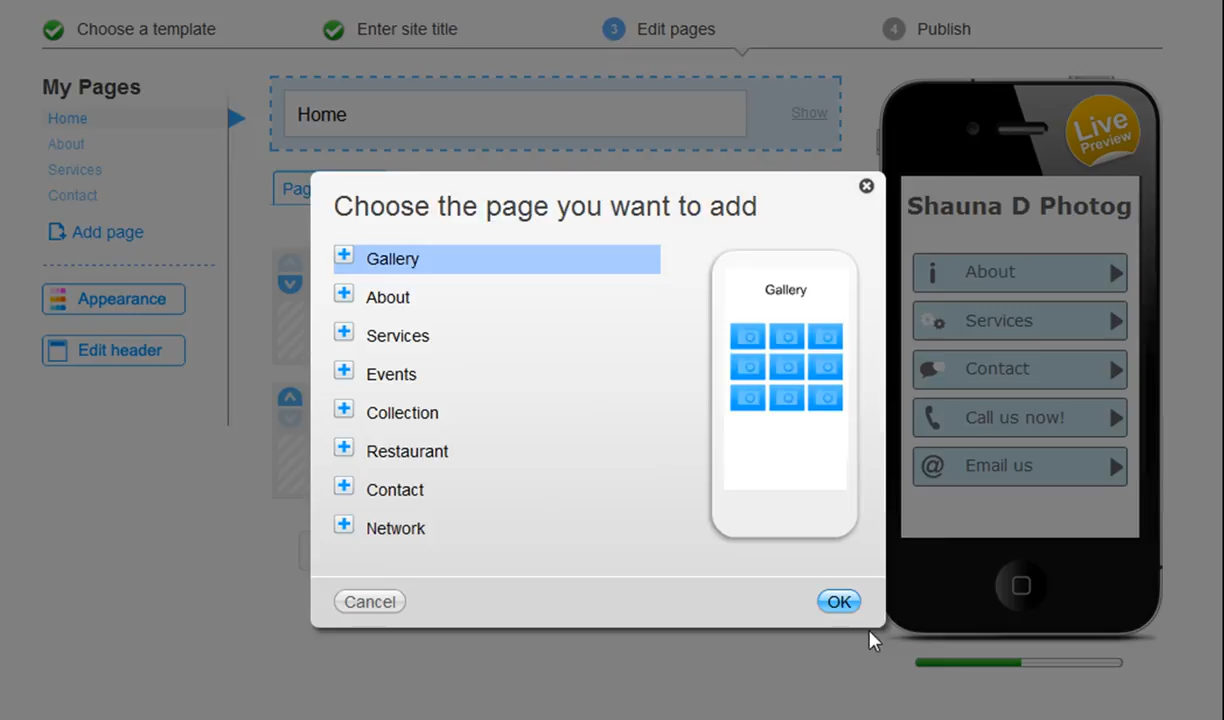 Choose a template
Enter site title
3 Edit pages
4 Publish
My Pages
Home
About
Services
Contact
Add page
Appearance
Edit header
Home
Show
Pag
Choose the page you want to add
Gallery
About
Services
Events
Collection
Restaurant
Contact
Network
Gallery
Cancel
OK
Live
Preview
Shauna D Photog
About
Services
Contact
Call us now!
@ Email us